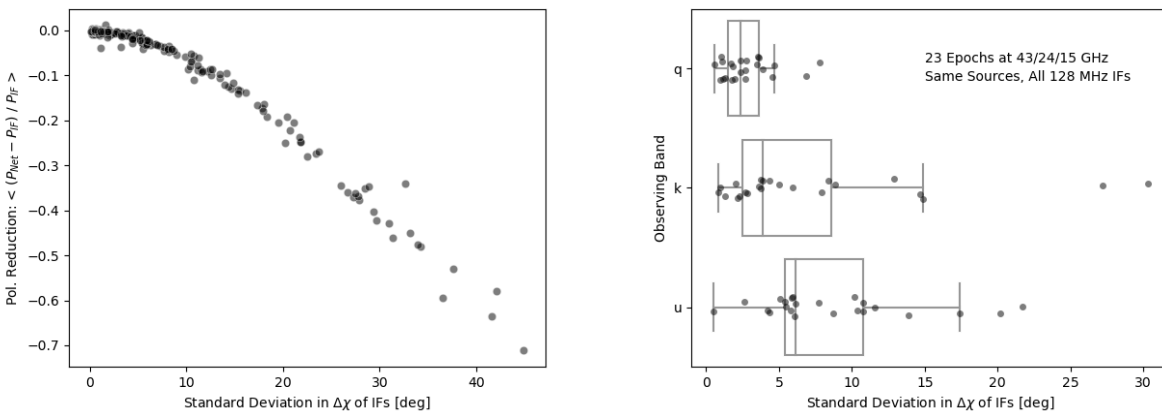 0.0
−0.1
−0.2
−0.3
−0.4
−0.5
−0.6
−0.7
Pol. Reduction: < (P_Net − P_IF) / P_IF >
0 10 20 30 40
Standard Deviation in Δχ of IFs [deg]
23 Epochs at 43/24/15 GHz
Same Sources, All 128 MHz IFs
q
k
u
Observing Band
0 5 10 15 20 25 30
Standard Deviation in Δχ of IFs [deg]